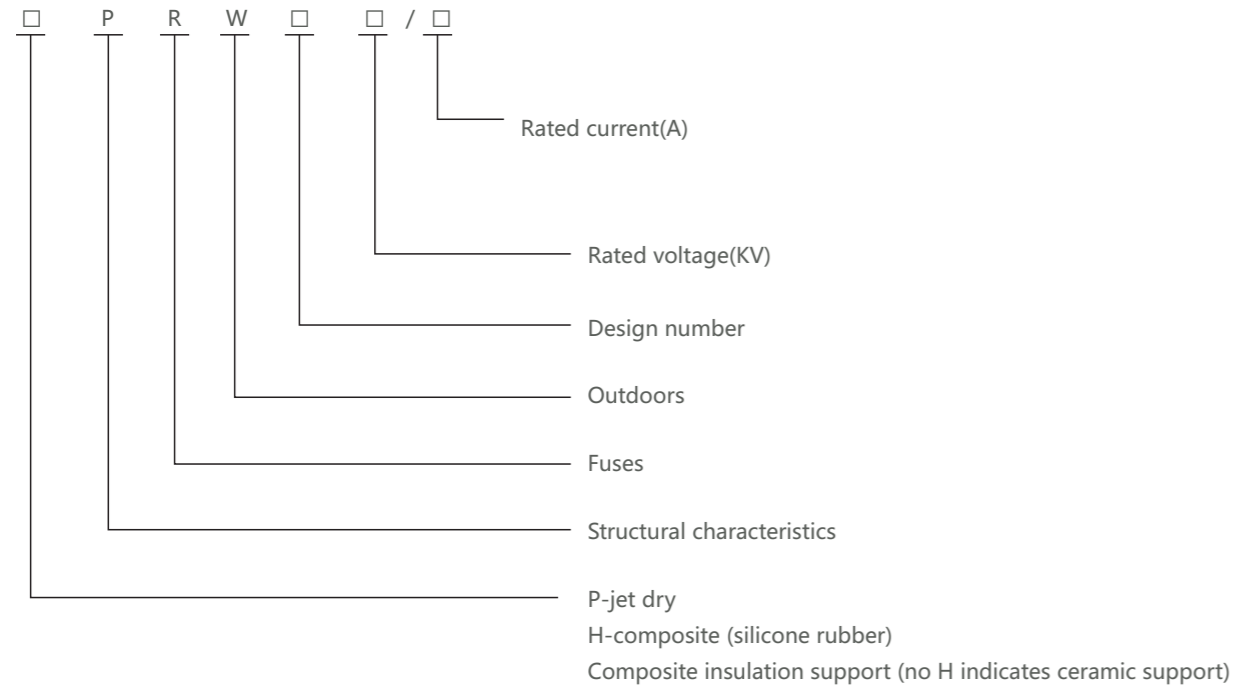 □ P R W □ □ / □
Rated current(A)
Rated voltage(KV)
Design number
Outdoors
Fuses
Structural characteristics
P-jet dry
H-composite (silicone rubber)
Composite insulation support (no H indicates ceramic support)